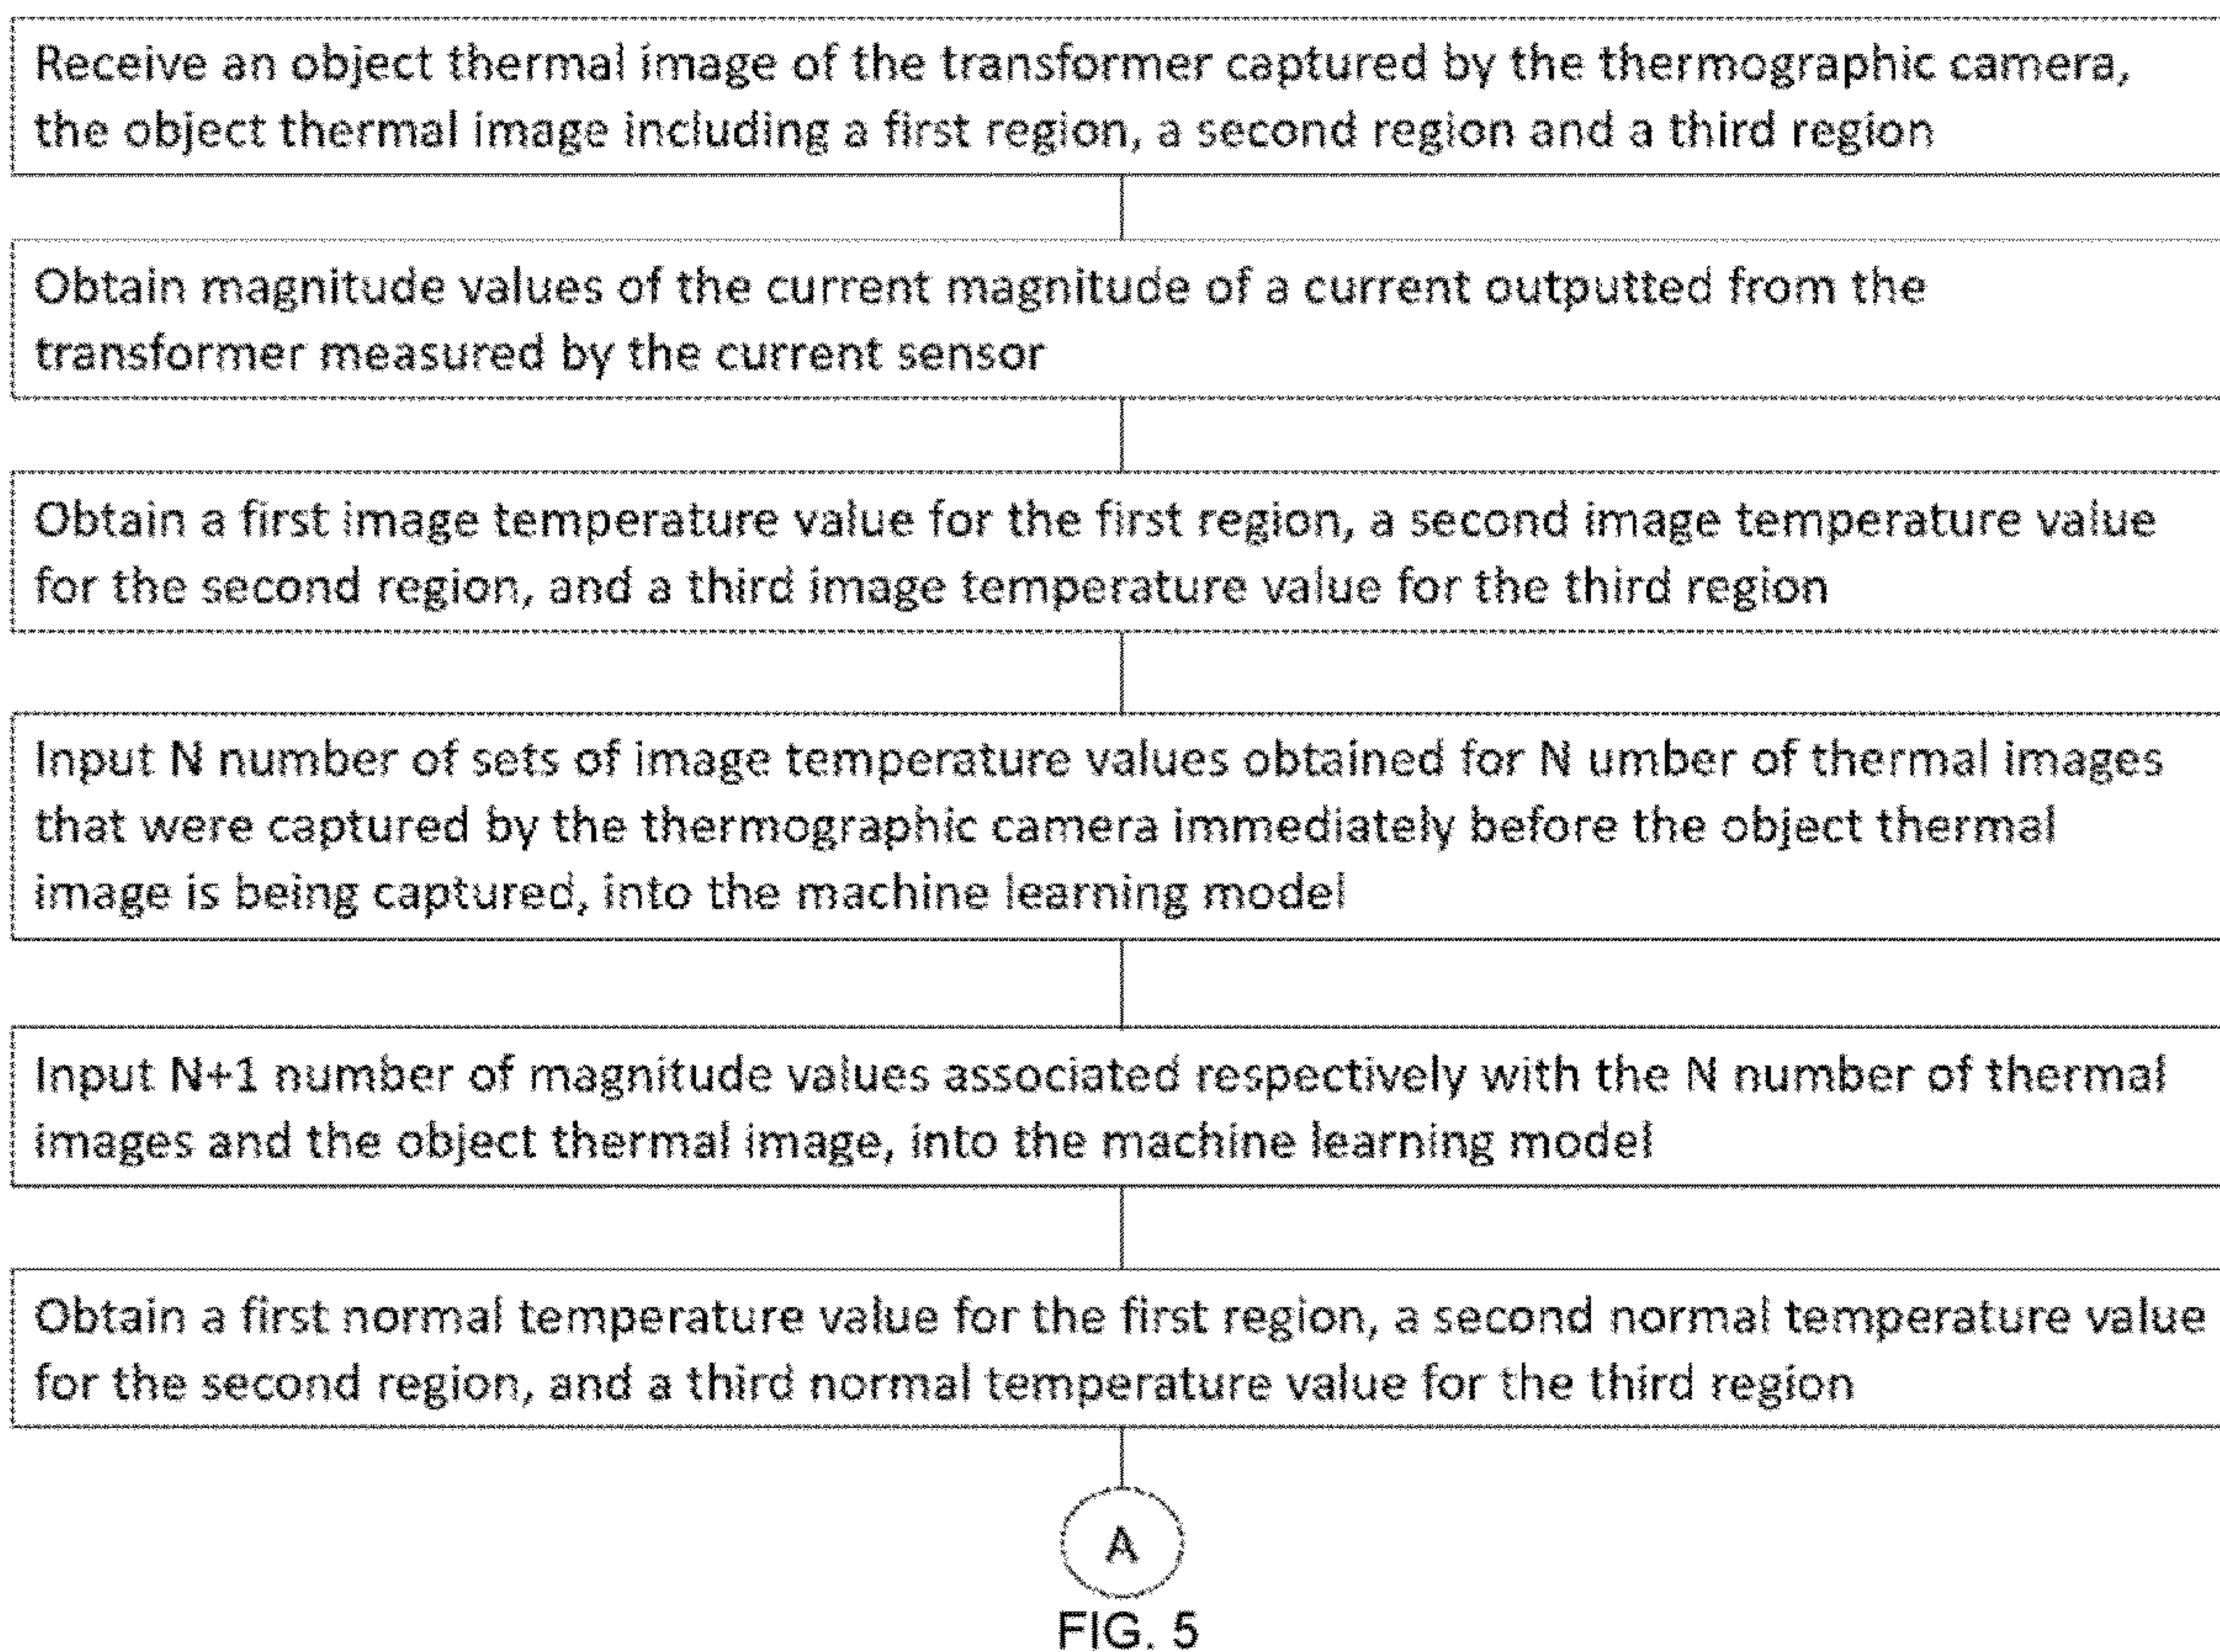 Receive an object thermal image of the transformer captured by the thermographic camera,
the object thermal image including a first region, a second region and a third region
Obtain magnitude values of the current magnitude of a current outputted from the
transformer measured by the current sensor
Obtain a first image temperature value for the first region, a second image temperature value
for the second region, and a third image temperature value for the third region
Input N number of sets of image temperature values obtained for N umber of thermal images
that were captured by the thermographic camera immediately before the object thermal
image is being captured, into the machine learning model
Input N+1 number of magnitude values associated respectively with the N number of thermal
images and the object thermal image, into the machine learning model
Obtain a first normal temperature value for the first region, a second normal temperature value
for the second region, and a third normal temperature value for the third region
A
FIG. 5